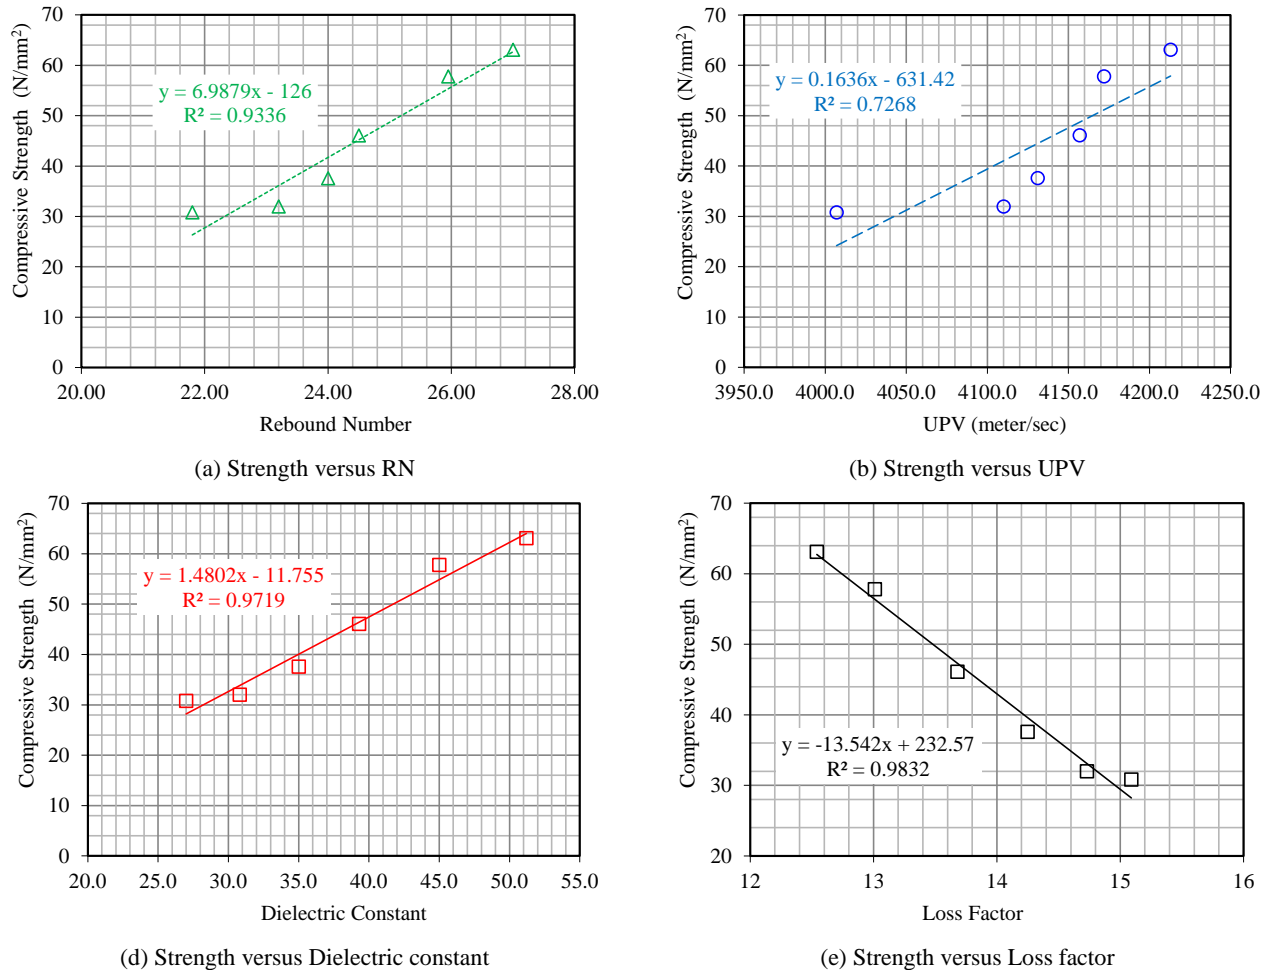 70
60
50
40
30
20
10
0
Compressive Strength (N/mm²)
y = 6.9879x - 126
R² = 0.9336
20.00 22.00 24.00 26.00 28.00
Rebound Number
(a) Strength versus RN
70
60
50
40
30
20
10
0
Compressive Strength (N/mm²)
y = 0.1636x - 631.42
R² = 0.7268
3950.0 4000.0 4050.0 4100.0 4150.0 4200.0 4250.0
UPV (meter/sec)
(b) Strength versus UPV
70
60
50
40
30
20
10
0
Compressive Strength (N/mm²)
y = 1.4802x - 11.755
R² = 0.9719
20.0 25.0 30.0 35.0 40.0 45.0 50.0 55.0
Dielectric Constant
(d) Strength versus Dielectric constant
70
60
50
40
30
20
Compressive Strength (N/mm²)
y = -13.542x + 232.57
R² = 0.9832
12 13 14 15 16
Loss Factor
(e) Strength versus Loss factor